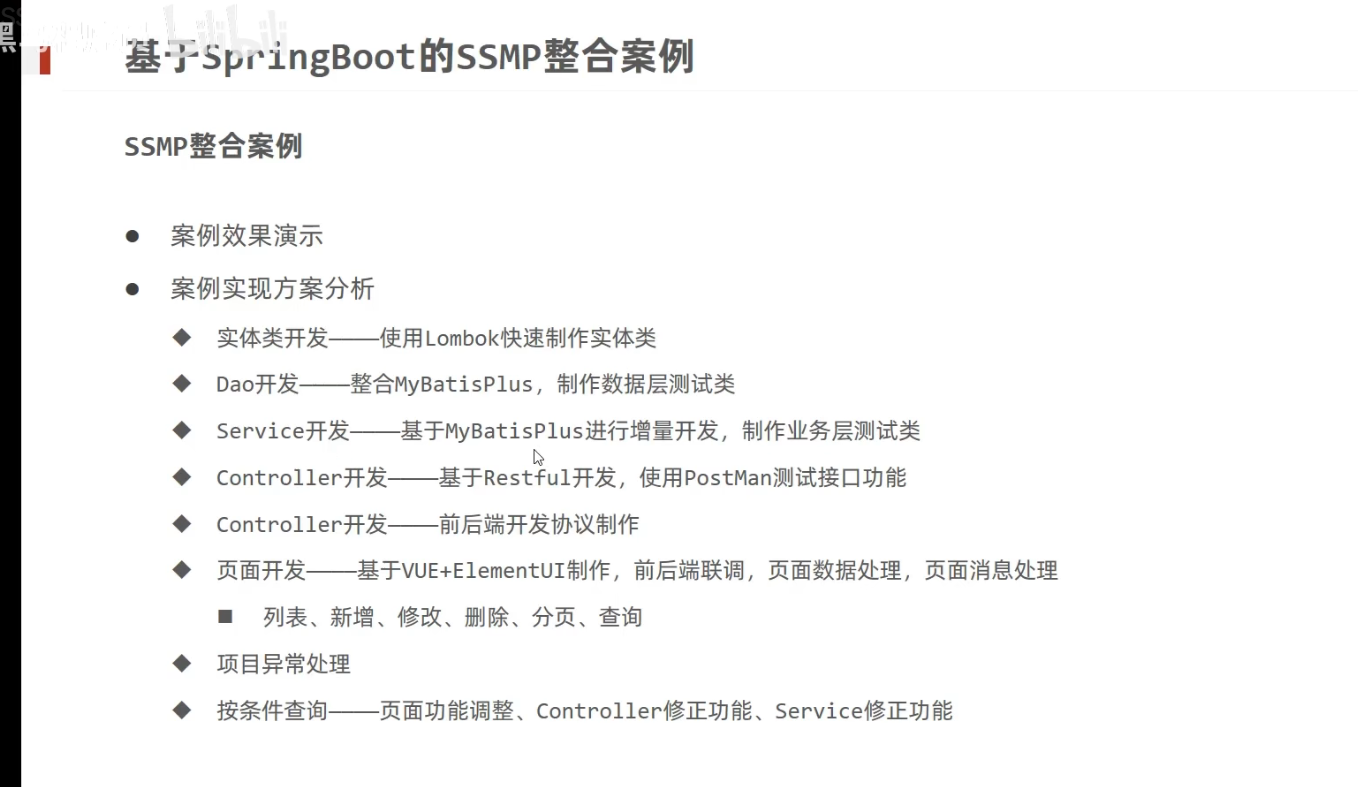 基于SpringBoot的SSMP整合案例
SSMP整合案例
● 案例效果演示
● 案例实现方案分析
◆ 实体类开发————使用Lombok快速制作实体类
◆ Dao开发————整合MyBatisPlus，制作数据层测试类
◆ Service开发————基于MyBatisPlus进行增量开发，制作业务层测试类
◆ Controller开发————基于Restful开发，使用PostMan测试接口功能
◆ Controller开发————前后端开发协议制作
◆ 页面开发————基于VUE+ElementUI制作，前后端联调，页面数据处理，页面消息处理
■ 列表、新增、修改、删除、分页、查询
◆ 项目异常处理
◆ 按条件查询————页面功能调整、Controller修正功能、Service修正功能